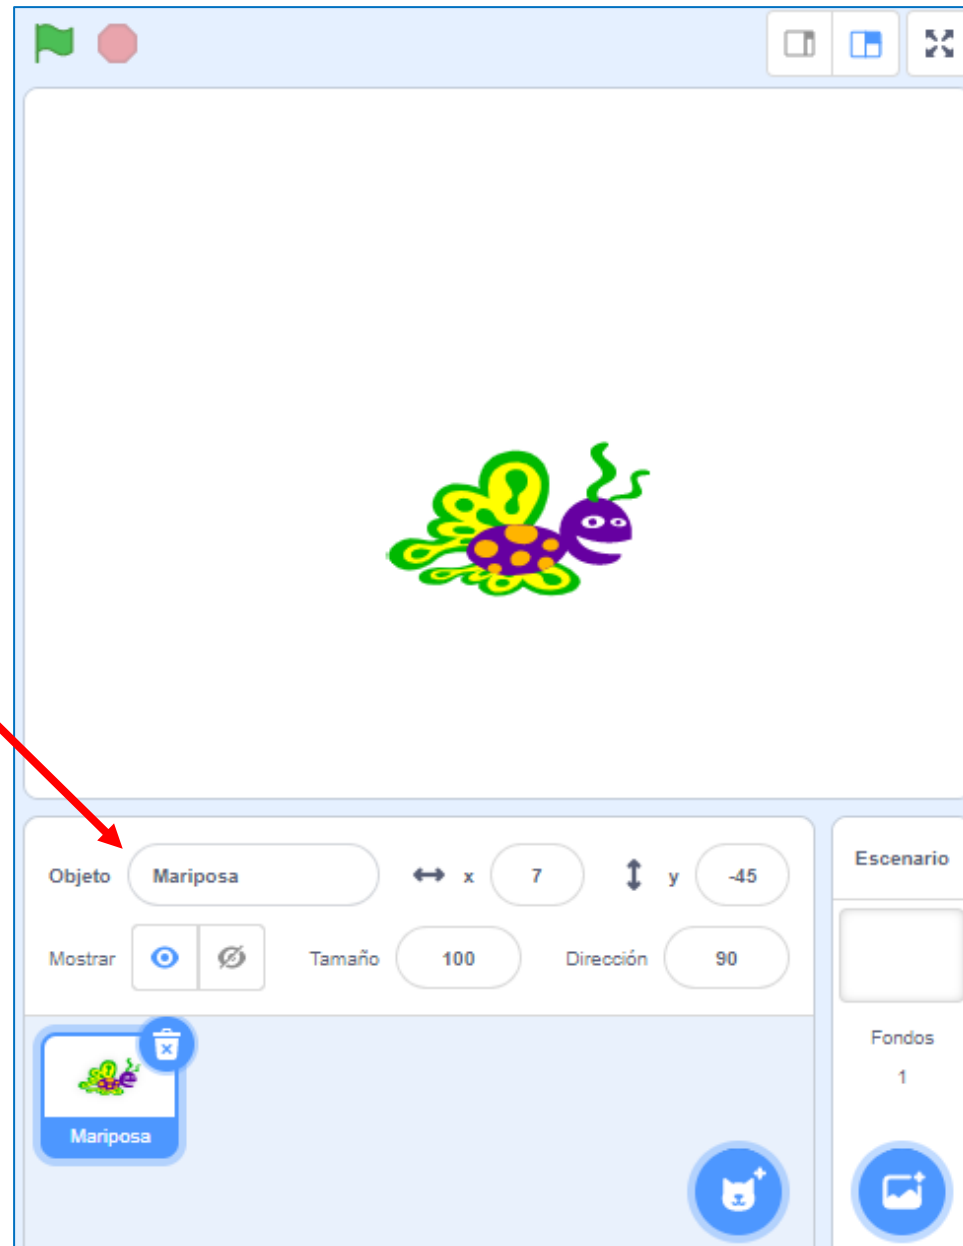 Objeto Mariposa x 7 y -45
Mostrar Tamaño 100 Dirección 90
Mariposa
Escenario
Fondos
1